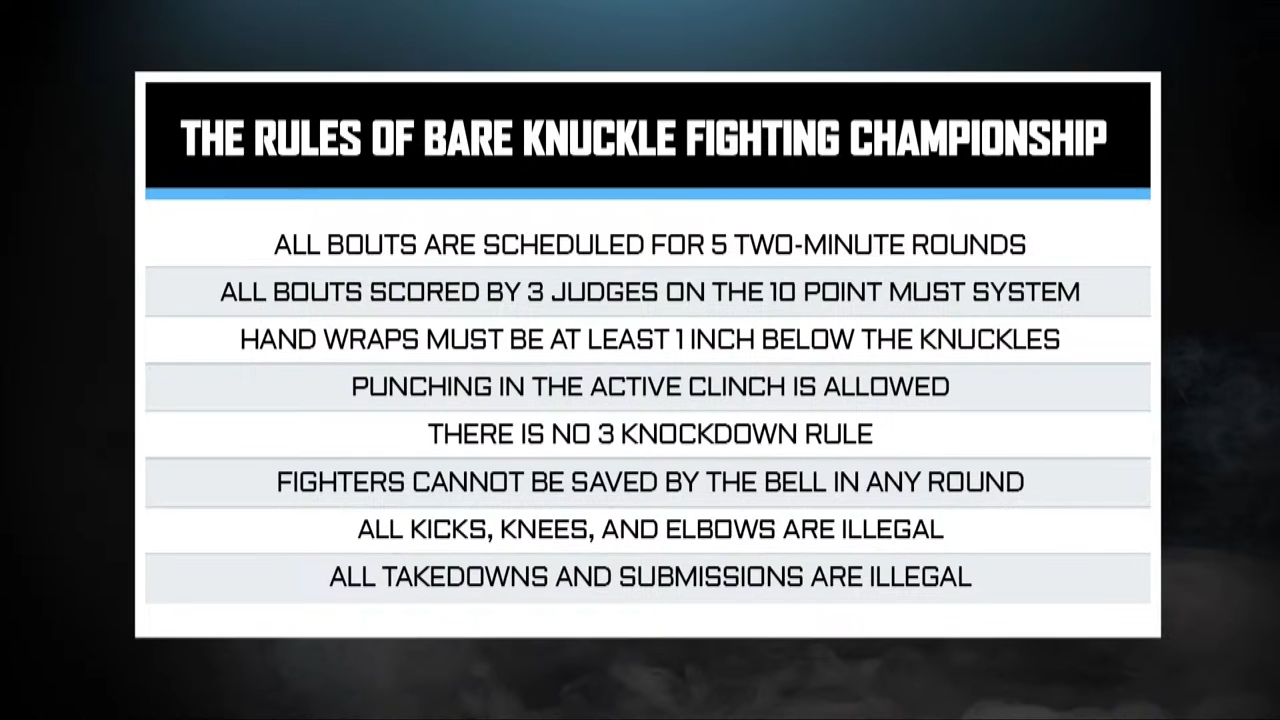 THE RULES OF BARE KNUCKLE FIGHTING CHAMPIONSHIP
ALL BOUTS ARE SCHEDULED FOR 5 TWO-MINUTE ROUNDS
ALL BOUTS SCORED BY 3 JUDGES ON THE 10 POINT MUST SYSTEM
HAND WRAPS MUST BE AT LEAST 1 INCH BELOW THE KNUCKLES
PUNCHING IN THE ACTIVE CLINCH IS ALLOWED
THERE IS NO 3 KNOCKDOWN RULE
FIGHTERS CANNOT BE SAVED BY THE BELL IN ANY ROUND
ALL KICKS, KNEES, AND ELBOWS ARE ILLEGAL
ALL TAKEDOWNS AND SUBMISSIONS ARE ILLEGAL